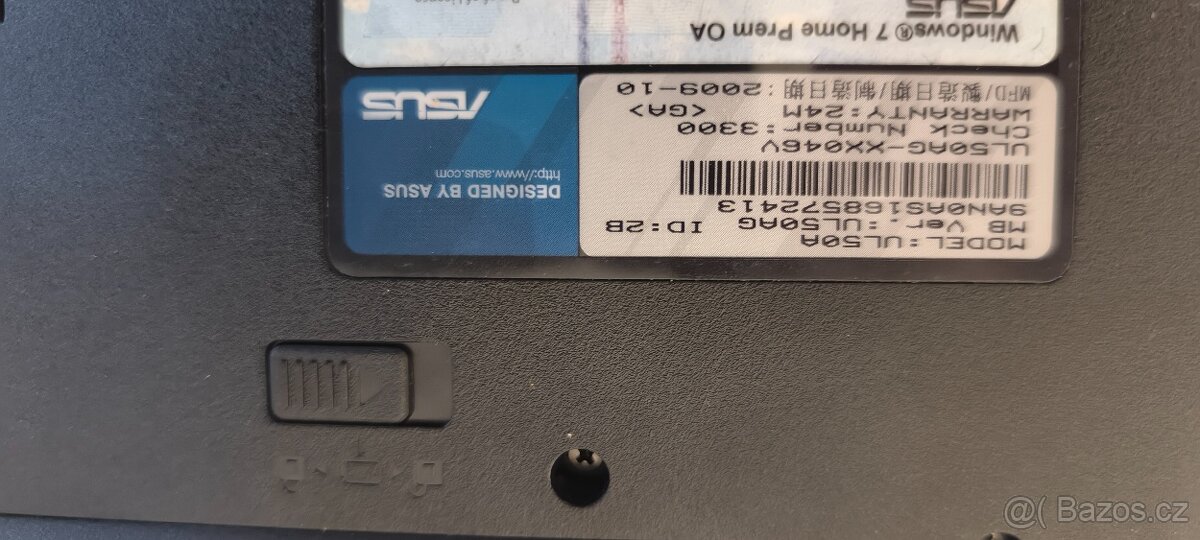 MODEL:UL50A
MB Ver.:UL50AG ID:2B
9AN0AS168572413
UL50AG-XX046V
Check Number:3300
WARRANTY:24M <GA>
MFD/製造日期/制造日期:2009-10
DESIGNED BY ASUS
http://www.asus.com
ASUS
Windows® 7 Home Prem OA
ASUS
@( Bazos.cz